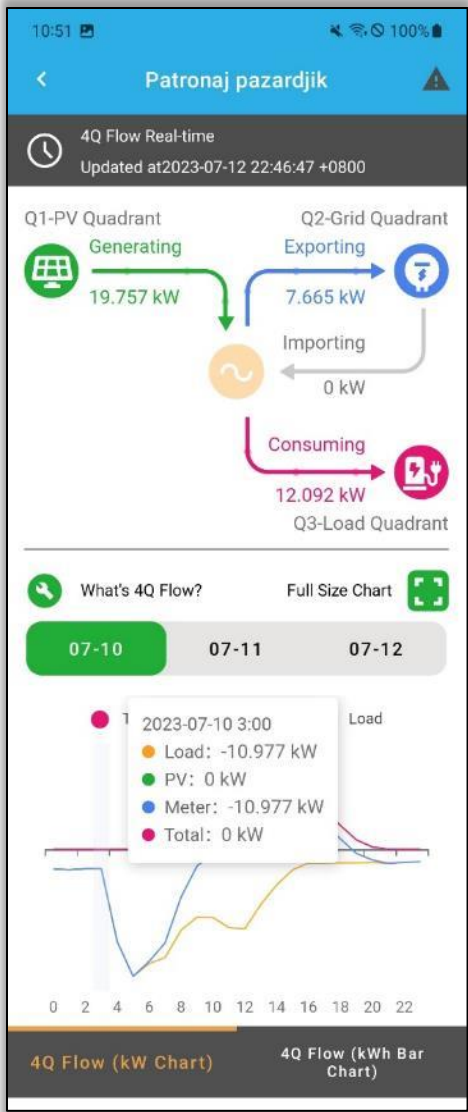 10:51
100%
Patronaj pazardjik
4Q Flow Real-time
Updated at2023-07-12 22:46:47 +0800
Q1-PV Quadrant
Q2-Grid Quadrant
Generating
Exporting
19.757 kW
7.665 kW
Importing
0 kW
Consuming
12.092 kW
Q3-Load Quadrant
What's 4Q Flow?
Full Size Chart
07-10
07-11
07-12
T
Load
2023-07-10 3:00
Load: -10.977 kW
PV: 0 kW
Meter: -10.977 kW
Total: 0 kW
0 2 4 6 8 10 12 14 16 18 20 22
4Q Flow (kW Chart)
4Q Flow (kWh Bar
Chart)